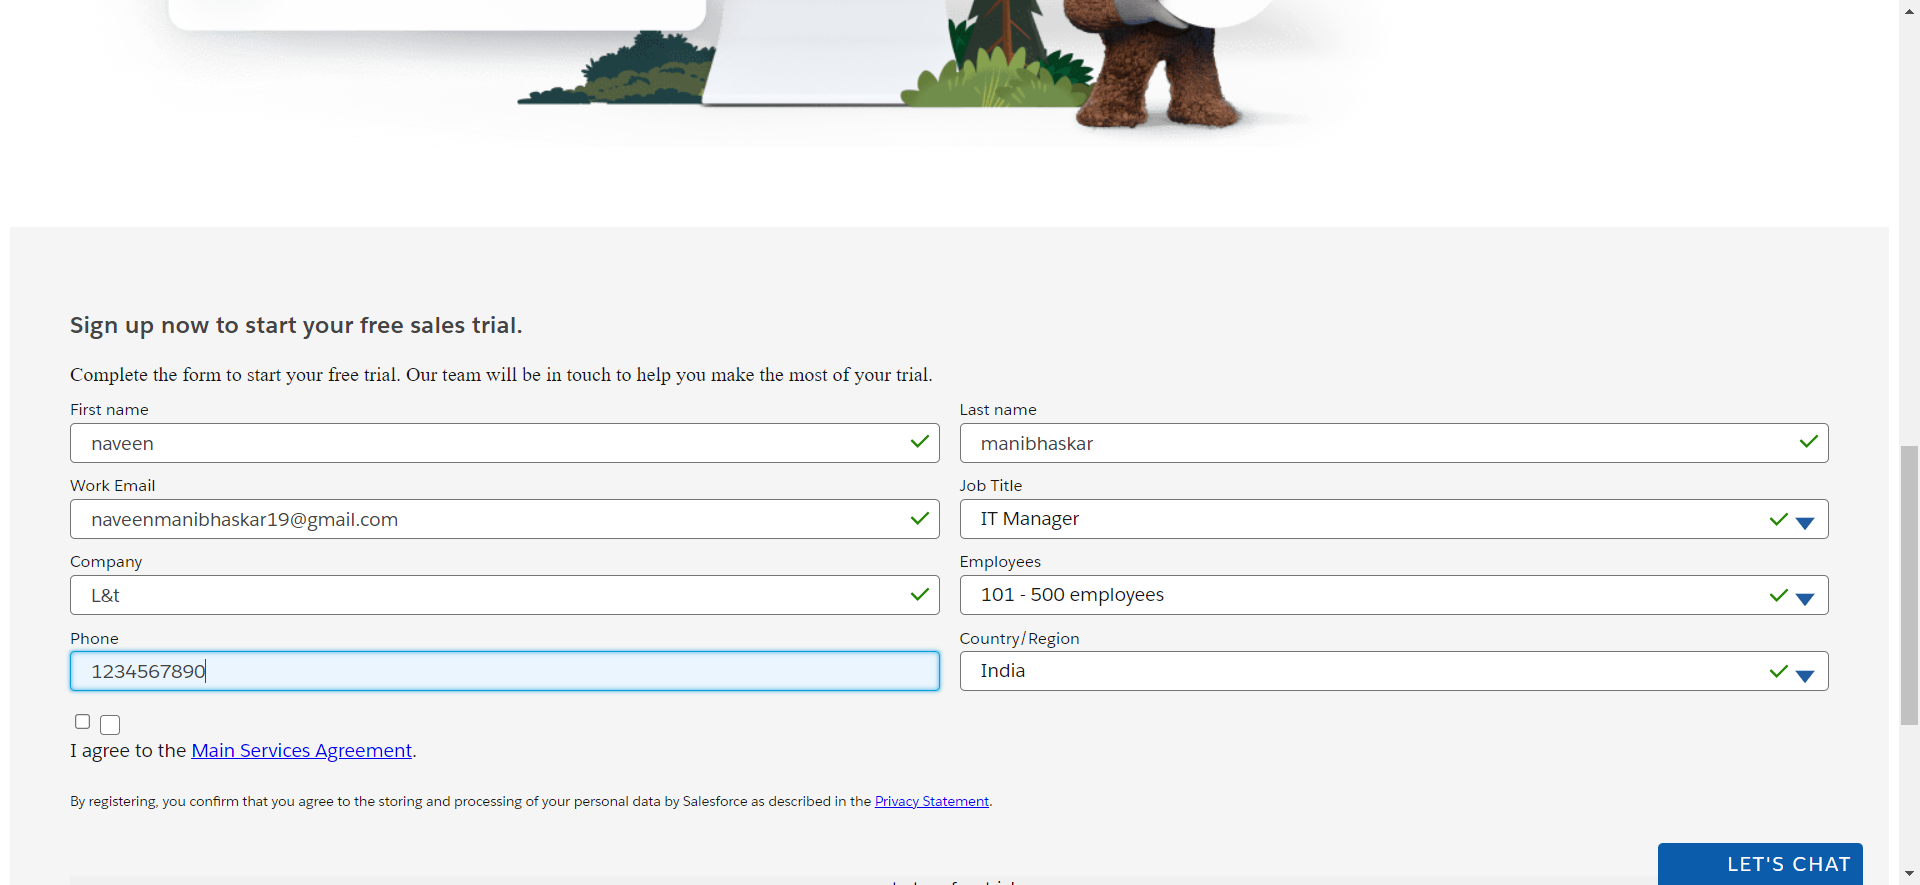 Sign up now to start your free sales trial.
Complete the form to start your free trial. Our team will be in touch to help you make the most of your trial.
First name
Last name
naveen
manibhaskar
Work Email
Job Title
naveenmanibhaskar19@gmail.com
IT Manager
Company
Employees
L&t
101 - 500 employees
Phone
Country/Region
1234567890
India
I agree to the Main Services Agreement.
By registering, you confirm that you agree to the storing and processing of your personal data by Salesforce as described in the Privacy Statement.
LET'S CHAT